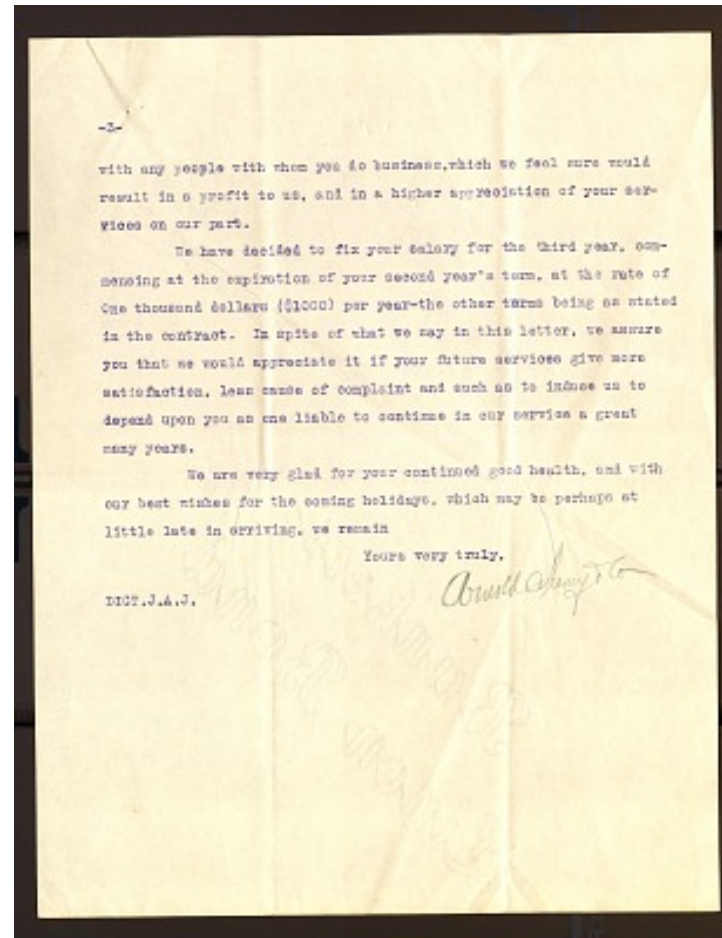 -3-
with any people with whom you do business,which we feel sure would
result in a profit to us, and in a higher appreciation of your ser-
vices on our part.
We have decided to fix your salary for the third year, com-
mencing at the expiration of your second year's term, at the rate of
One thousand dollars ($1000) per year-the other terms being as stated
in the contract. In spite of what we say in this letter, we assure
you that we would appreciate it if your future services give more
satisfaction, less cause of complaint and such as to induce us to
depend upon you as one liable to continue in our service a great
many years.
We are very glad for your continued good health, and with
our best wishes for the coming holidays, which may be perhaps at
little late in arriving, we remain
Yours very truly,
Arnold & Co
DICT.J.A.J.